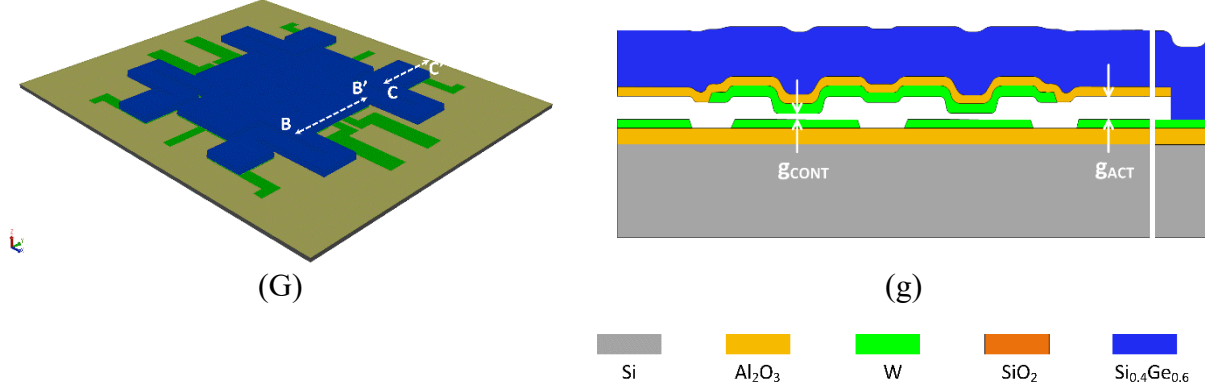 C'
B'
C
B
g_CONT
g_ACT
(G)
(g)
Si
Al₂O₃
W
SiO₂
Si₀.₄Ge₀.₆